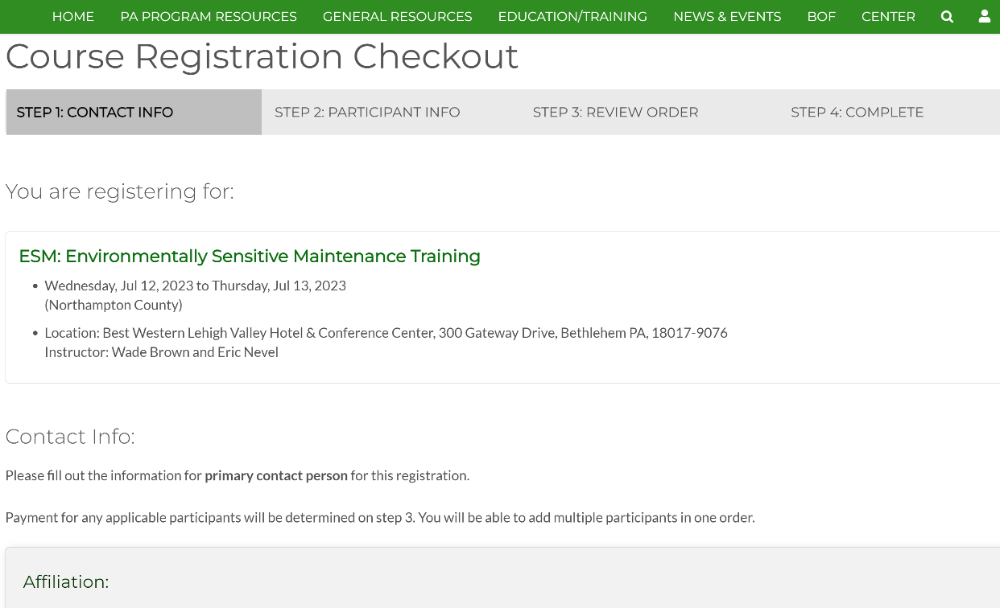 HOME PA PROGRAM RESOURCES GENERAL RESOURCES EDUCATION/TRAINING NEWS & EVENTS BOF CENTER
Course Registration Checkout
STEP 1: CONTACT INFO STEP 2: PARTICIPANT INFO STEP 3: REVIEW ORDER STEP 4: COMPLETE
You are registering for:
ESM: Environmentally Sensitive Maintenance Training
• Wednesday, Jul 12, 2023 to Thursday, Jul 13, 2023
(Northampton County)
• Location: Best Western Lehigh Valley Hotel & Conference Center, 300 Gateway Drive, Bethlehem PA, 18017-9076
Instructor: Wade Brown and Eric Nevel
Contact Info:
Please fill out the information for primary contact person for this registration.
Payment for any applicable participants will be determined on step 3. You will be able to add multiple participants in one order.
Affiliation: